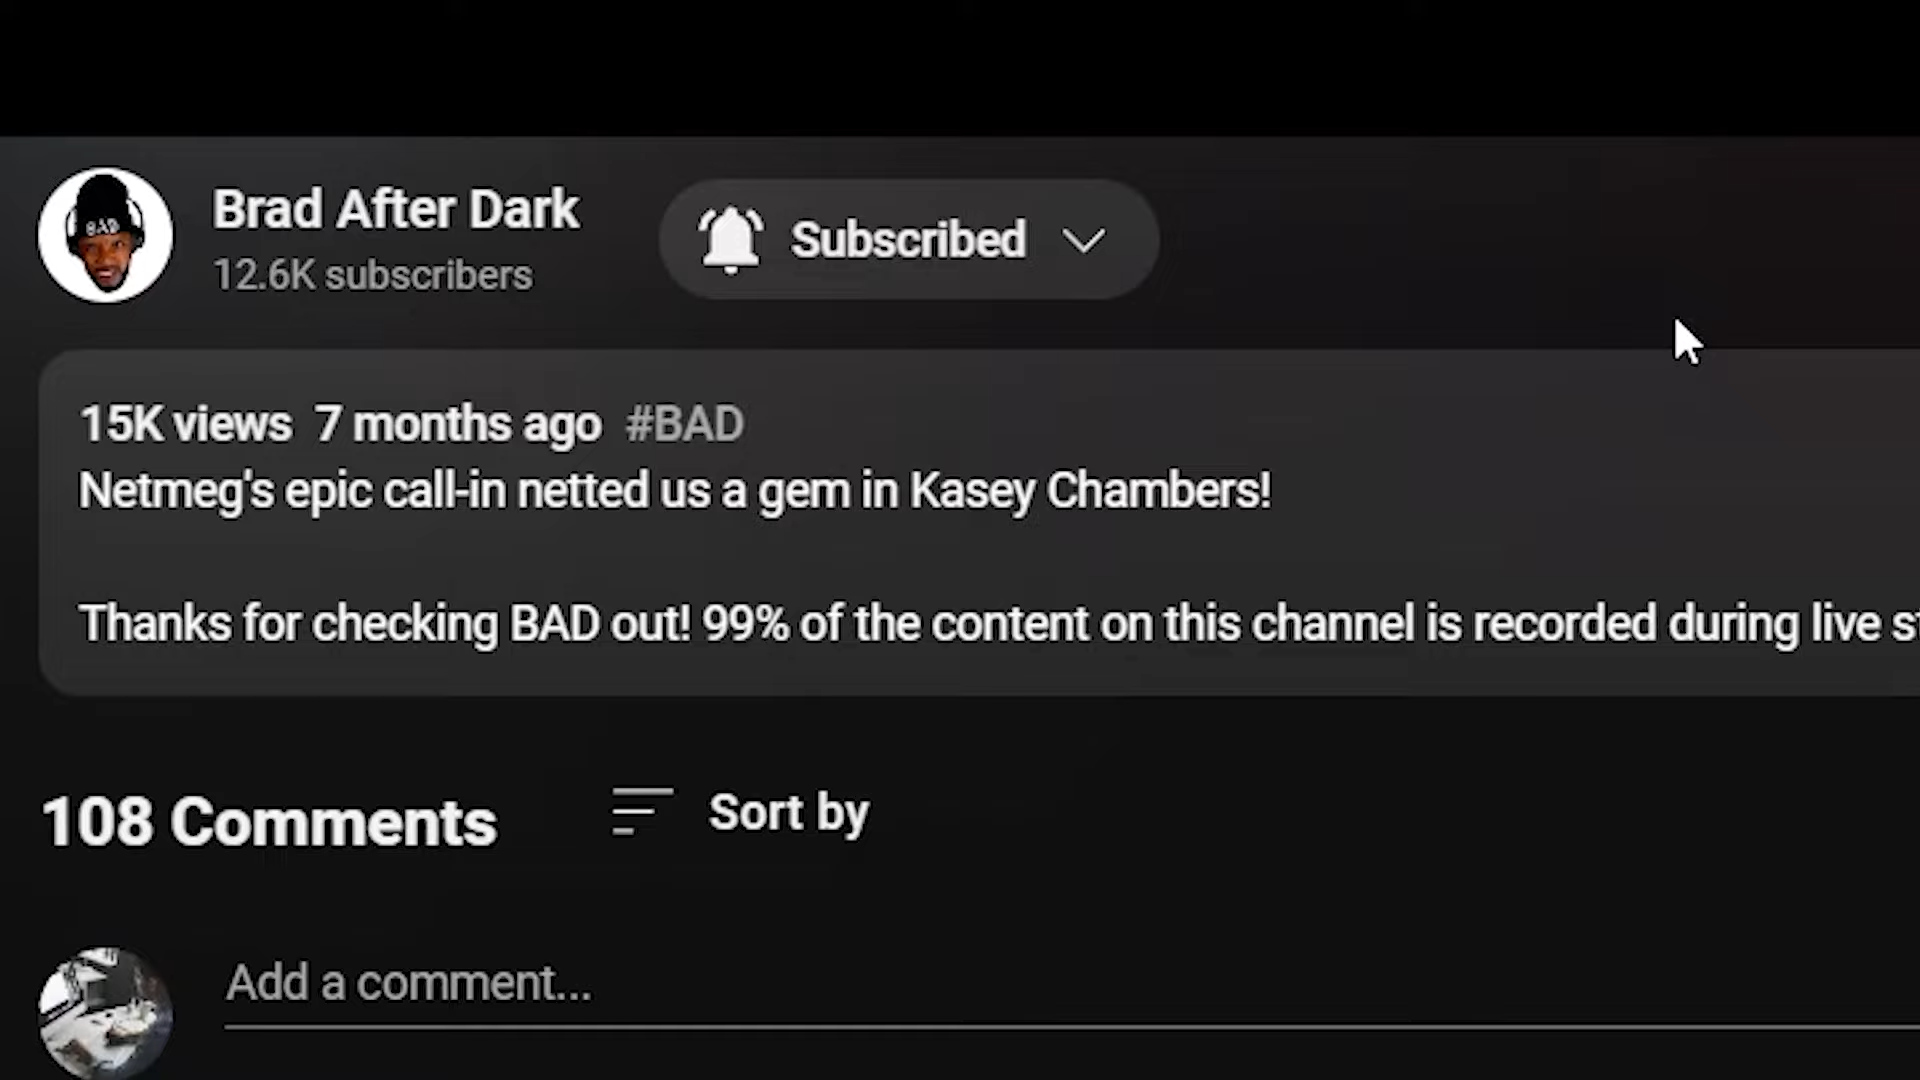 Brad After Dark
12.6K subscribers
Subscribed
15K views 7 months ago #BAD
Netmeg's epic call-in netted us a gem in Kasey Chambers!
Thanks for checking BAD out! 99% of the content on this channel is recorded during live
108 Comments
Sort by
Add a comment...
BAD